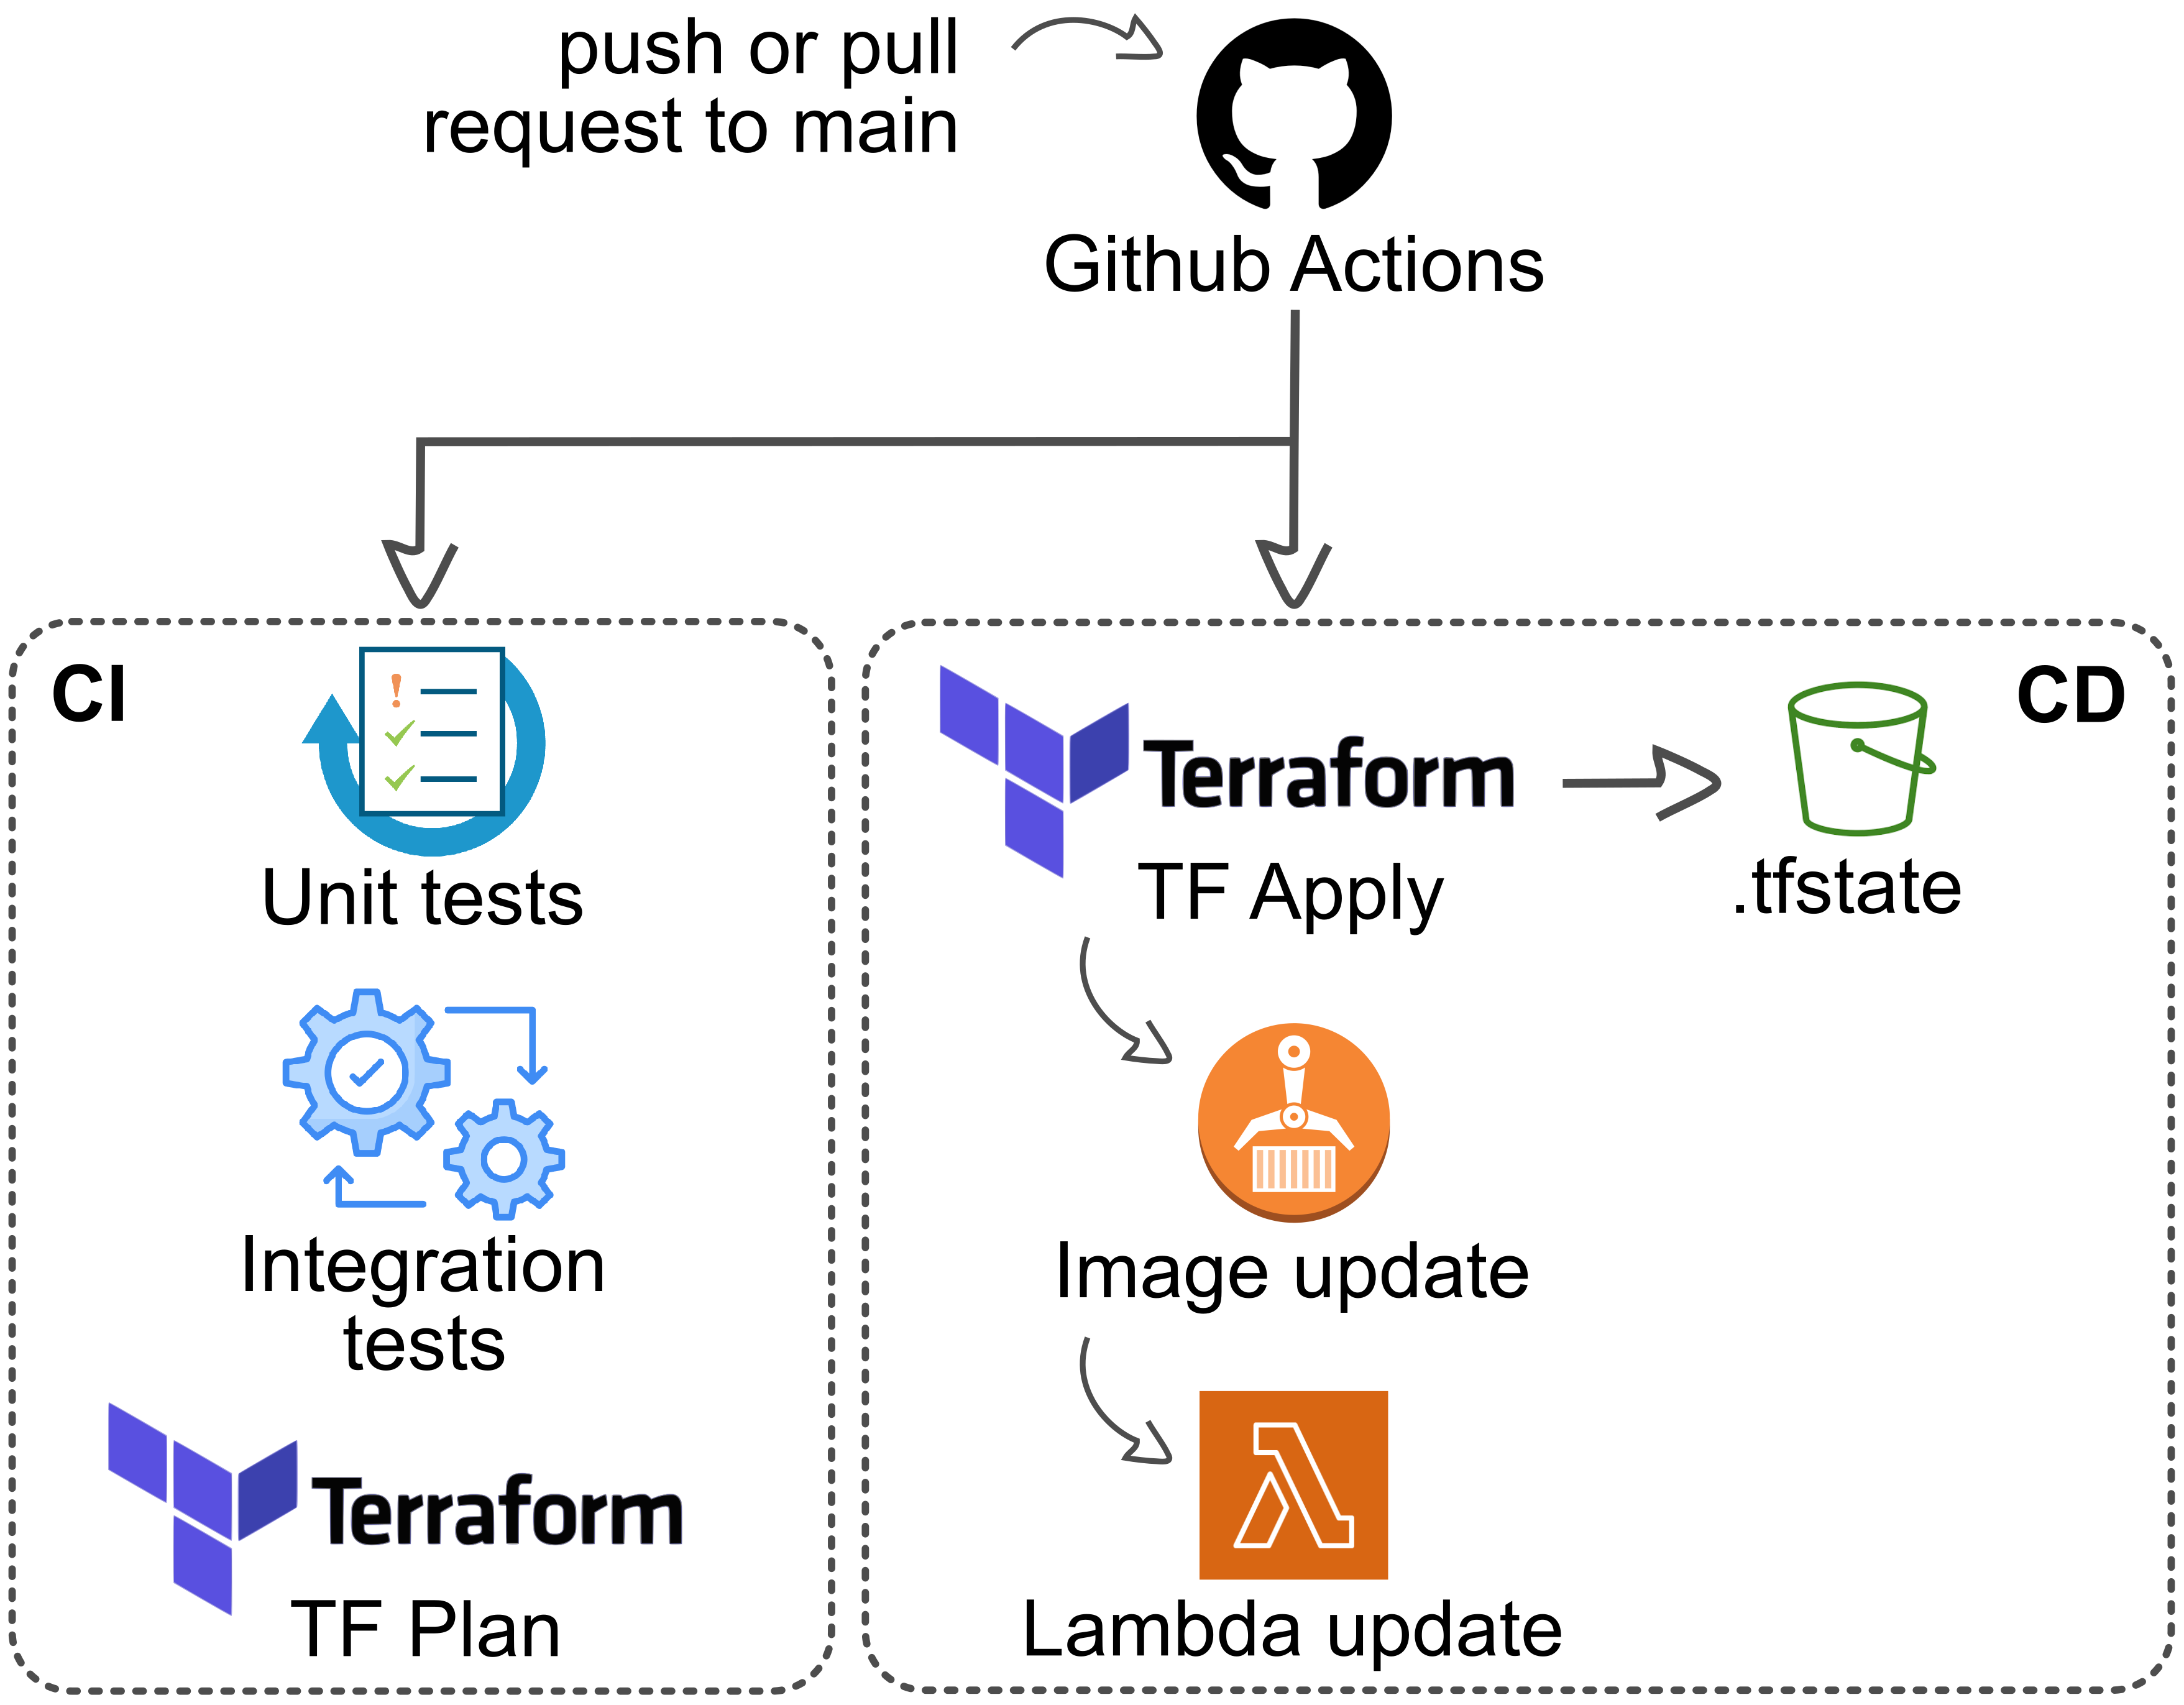 push or pull
request to main
Github Actions
CI
Unit tests
Integration
tests
Terraform
TF Plan
CD
Terraform
TF Apply
.tfstate
Image update
Lambda update